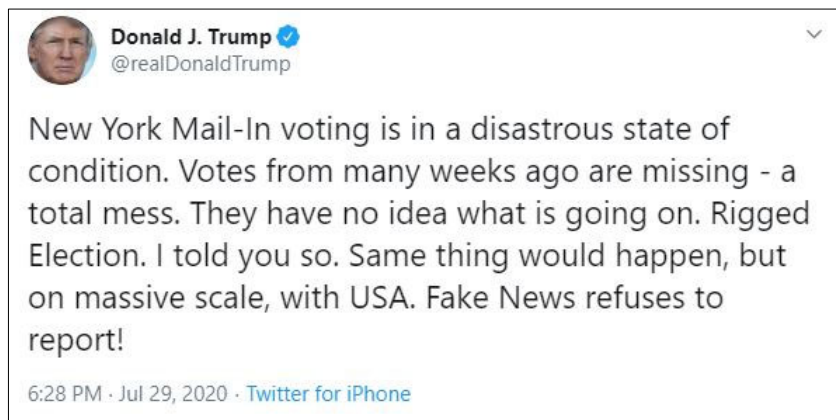 Donald J. Trump
@realDonaldTrump
New York Mail-In voting is in a disastrous state of
condition. Votes from many weeks ago are missing - a
total mess. They have no idea what is going on. Rigged
Election. I told you so. Same thing would happen, but
on massive scale, with USA. Fake News refuses to
report!
6:28 PM · Jul 29, 2020 · Twitter for iPhone